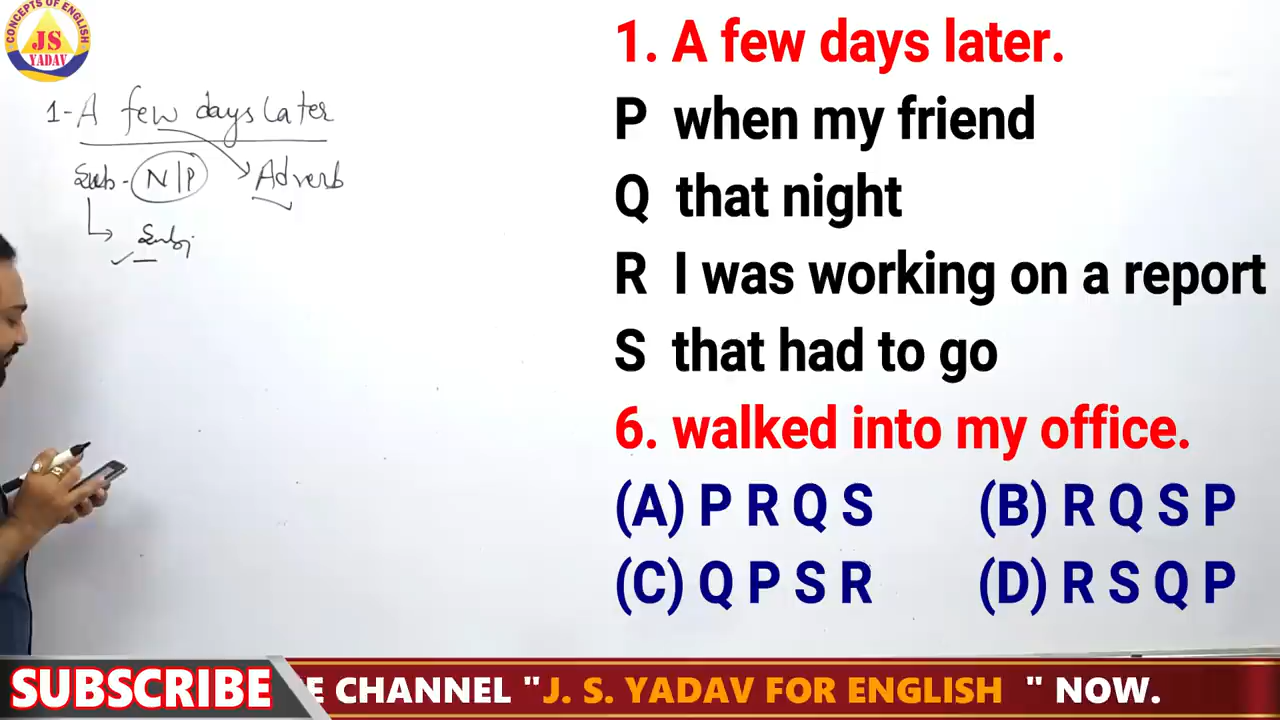 CONCEPTS OF ENGLISH
JS
YADAV
1-A few days later
Sub - N/P Adverb
Subj
1. A few days later.
P when my friend
Q that night
R I was working on a report
S that had to go
6. walked into my office.
(A) P R Q S (B) R Q S P
(C) Q P S R (D) R S Q P
SUBSCRIBE E CHANNEL "J. S. YADAV FOR ENGLISH " NOW.